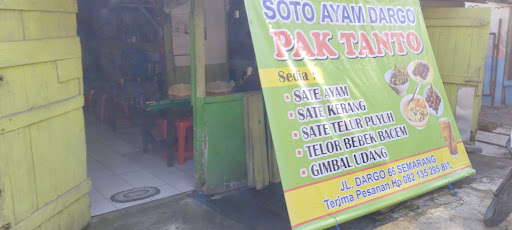 SOTO AYAM DARGO
PAK TANTO
Sedia :
• SATE AYAM
• SATE KERANG
• SATE TELUR PUYUH
• TELOR BEBEK BACEM
• GIMBAL UDANG
JL. DARGO 66 SEMARANG
Terima Pesanan Hp 082 135 295 811